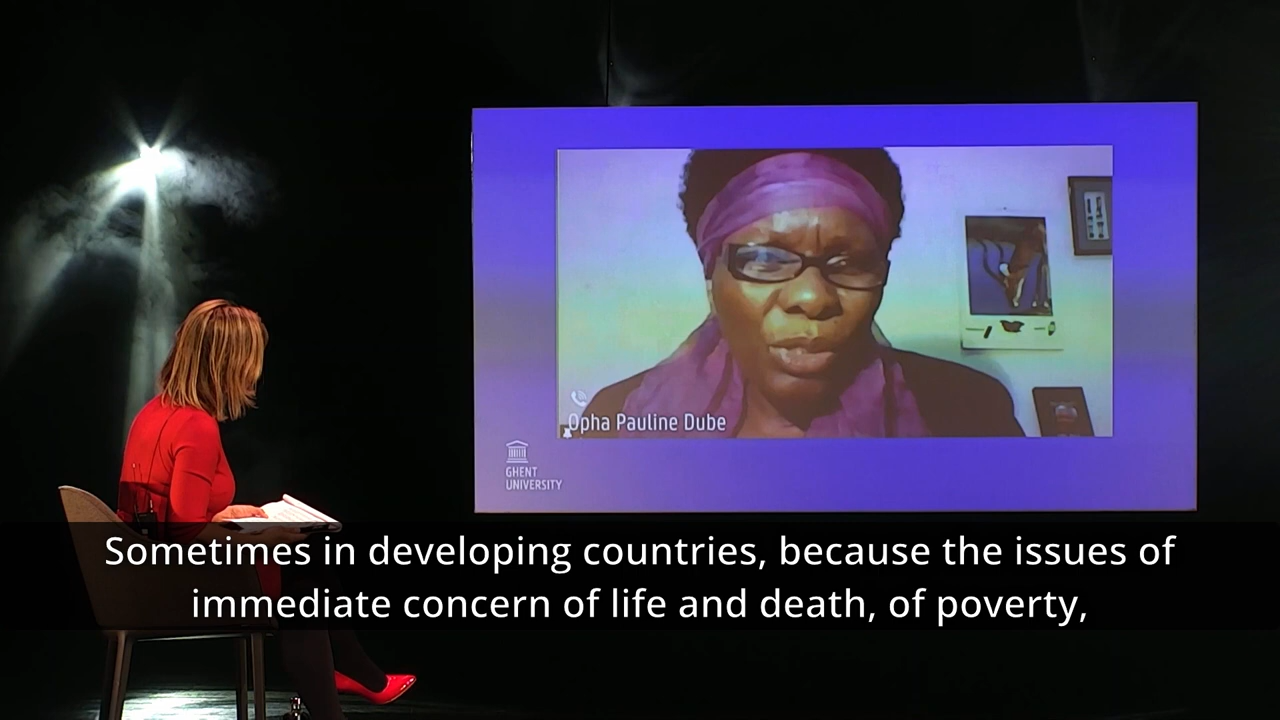 Opha Pauline Dube
GHENT
UNIVERSITY
Sometimes in developing countries, because the issues of
immediate concern of life and death, of poverty,